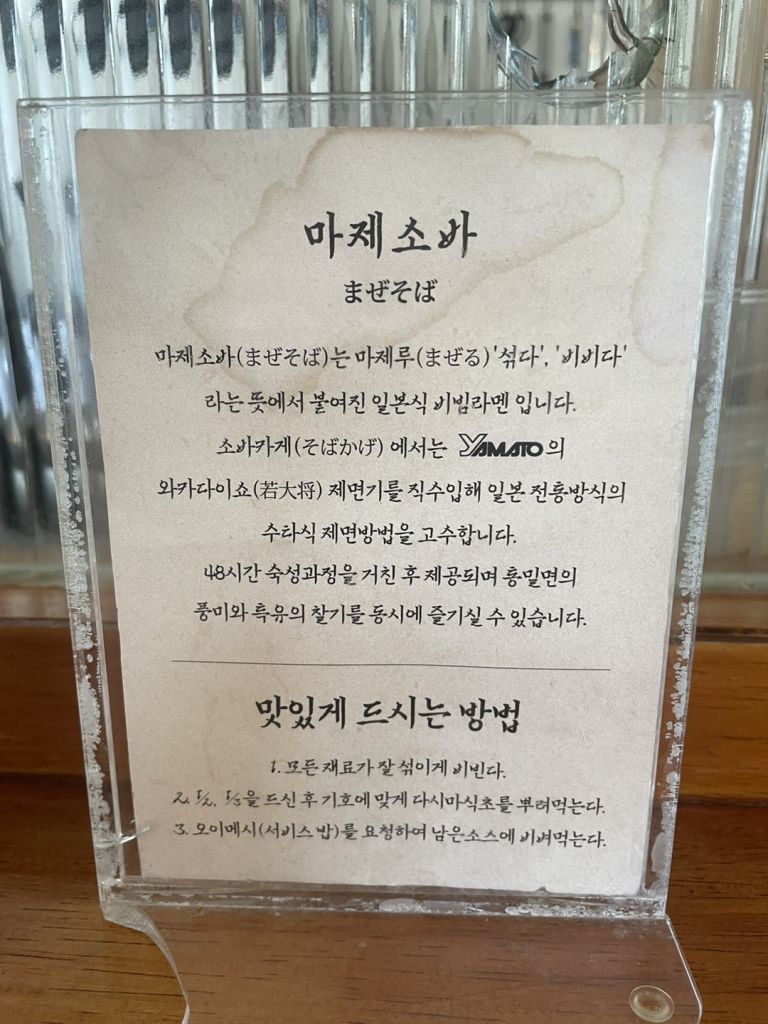 마제소바
まぜそば
마제소바(まぜそば)는 마제루(まぜる)'섞다', '비비다'
라는 뜻에서 붙여진 일본식 비빔라멘 입니다.
소바카게(そばかげ) 에서는 YAMATO의
와카다이쇼(若大将) 제면기를 직수입해 일본 전통방식의
수타식 제면방법을 고수합니다.
48시간 숙성과정을 거친 후 제공되며 통밀면의
풍미와 특유의 찰기를 동시에 즐기실 수 있습니다.
맛있게 드시는 방법
1. 모든 재료가 잘 섞이게 비빈다.
2. 1/2, 1/3을 드신 후 기호에 맞게 다시마식초를 뿌려먹는다.
3. 오이메시(서비스 밥)를 요청하여 남은소스에 비벼먹는다.